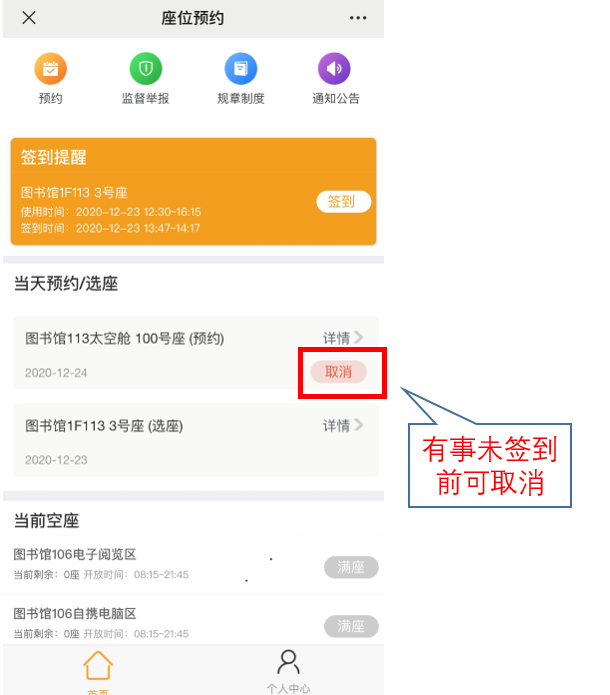 座位预约
预约
监督举报
规章制度
通知公告
签到提醒
图书馆1F113 3号座
使用时间：2020-12-23 12:30-16:15
签到时间：2020-12-23 13:47-14:17
签到
当天预约/选座
图书馆113太空舱 100号座 (预约)
详情
2020-12-24
取消
图书馆1F113 3号座 (选座)
详情
2020-12-23
有事未签到
前可取消
当前空座
图书馆106电子阅览区
当前剩余：0座 开放时间：08:15-21:45
满座
图书馆106自携电脑区
当前剩余：0座 开放时间：08:15-21:45
满座
首页
个人中心